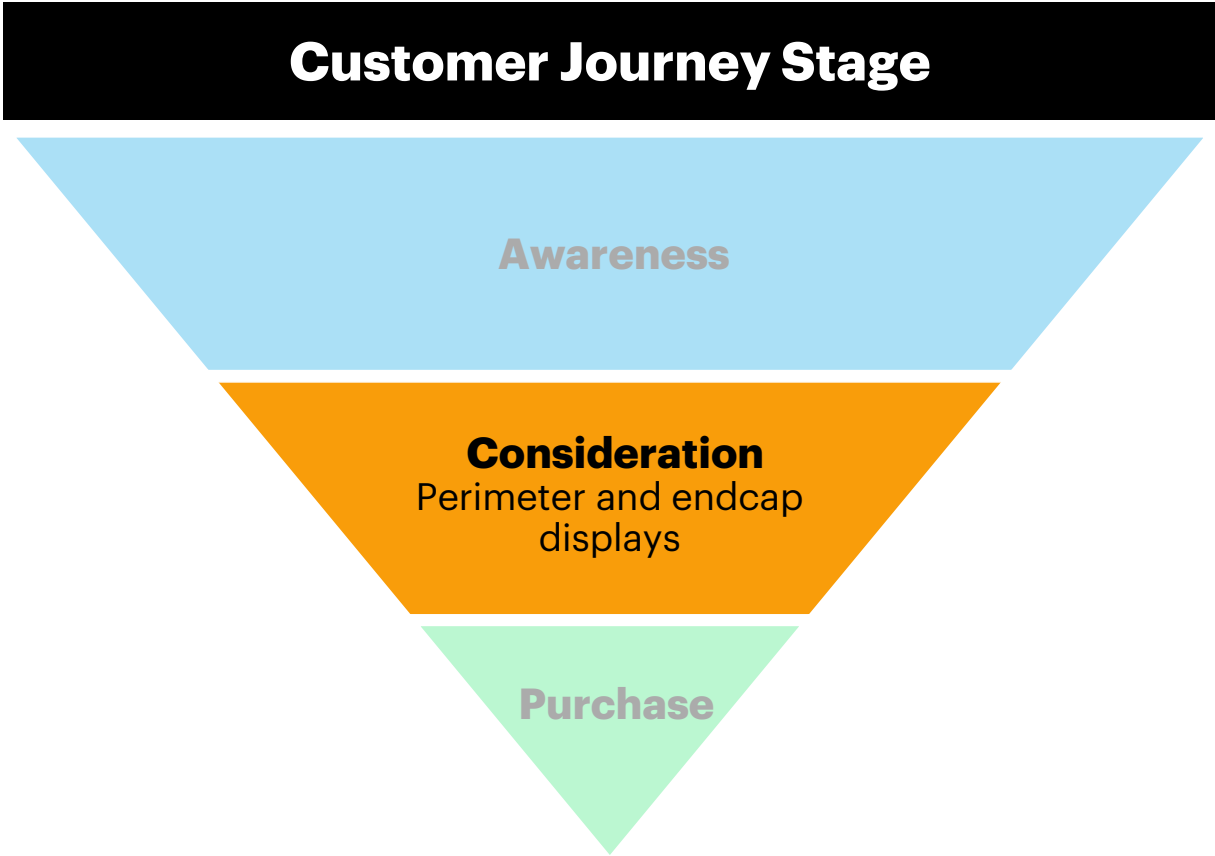 Customer Journey Stage
Awareness
Consideration
Perimeter and endcap
displays
Purchase